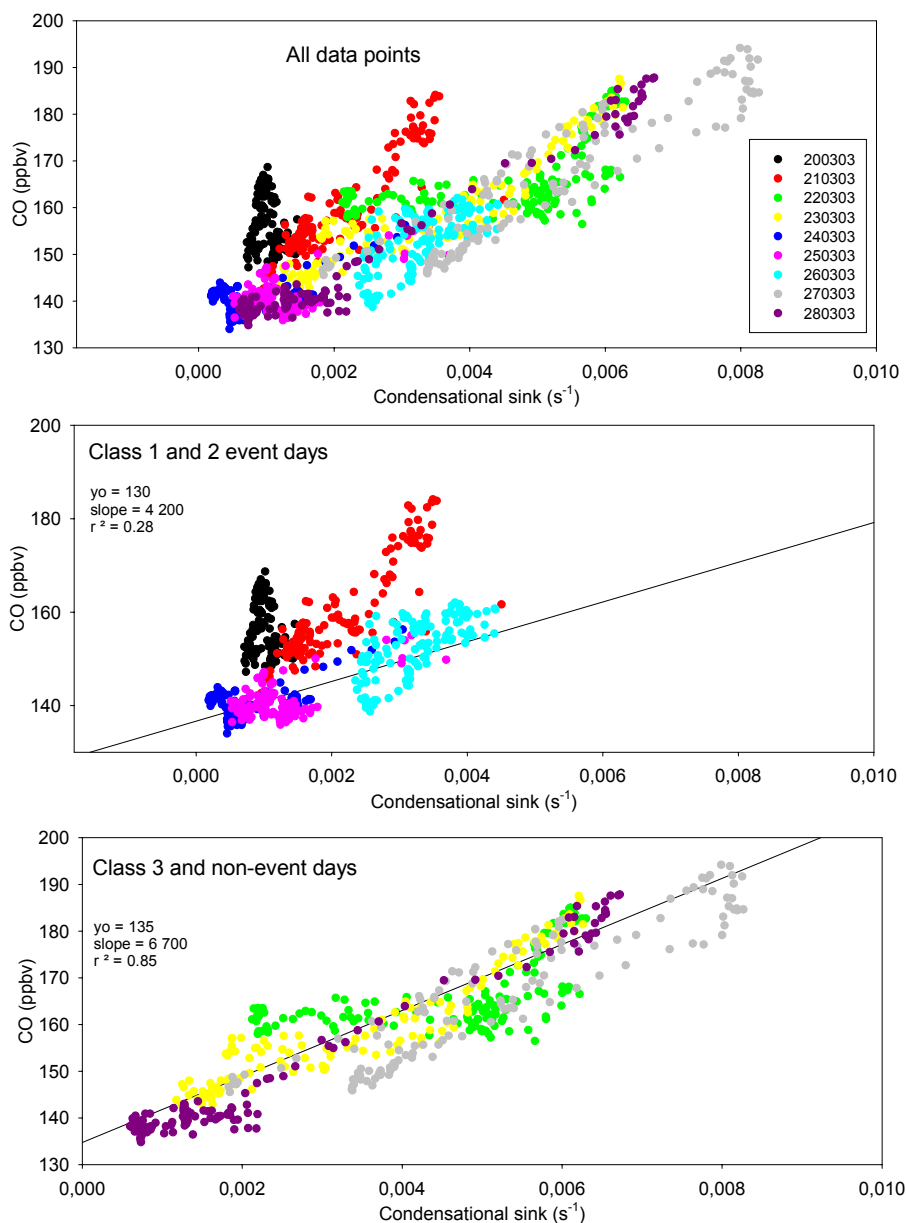 All data points
200
190
180
170
160
150
140
130
CO (ppbv)
200303
210303
220303
230303
240303
250303
260303
270303
280303
0,000 0,002 0,004 0,006 0,008 0,010
Condensational sink (s⁻¹)
Class 1 and 2 event days
yo = 130
slope = 4 200
r ² = 0.28
200
180
160
140
CO (ppbv)
0,000 0,002 0,004 0,006 0,008 0,010
Condensational sink (s⁻¹)
Class 3 and non-event days
yo = 135
slope = 6 700
r ² = 0.85
200
190
180
170
160
150
140
130
CO (ppbv)
0,000 0,002 0,004 0,006 0,008 0,010
Condensational sink (s⁻¹)